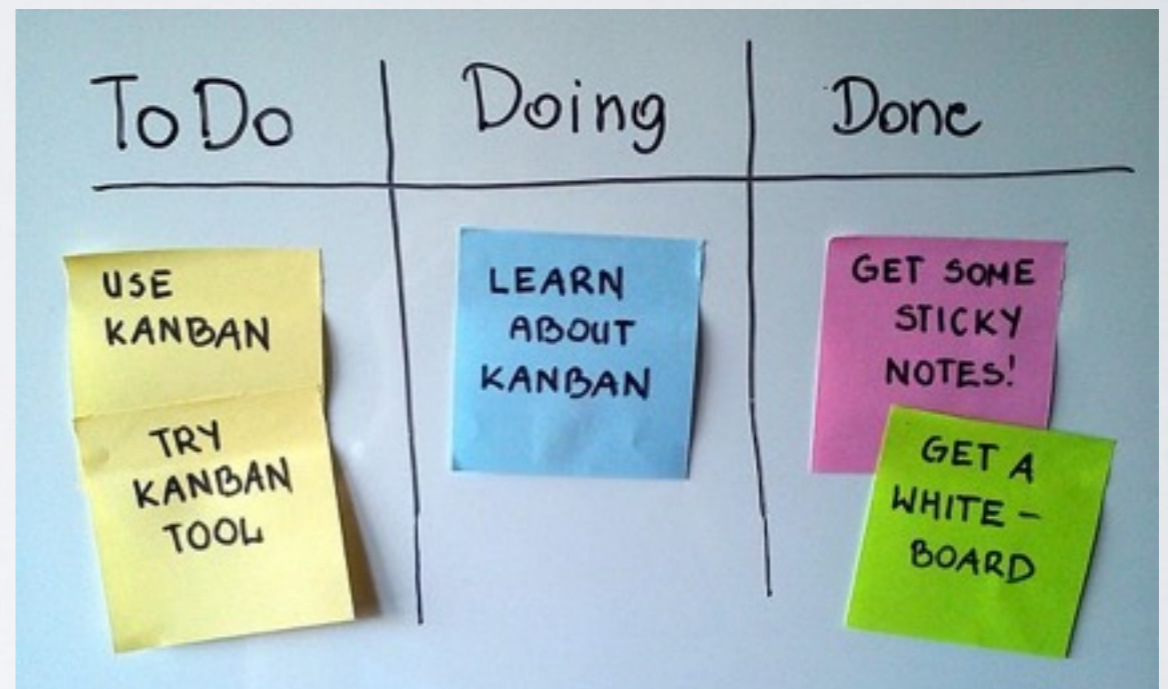 To Do
Doing
Done
USE
KANBAN
TRY
KANBAN
TOOL
LEARN
ABOUT
KANBAN
GET SOME
STICKY
NOTES!
GET A
WHITE-
BOARD